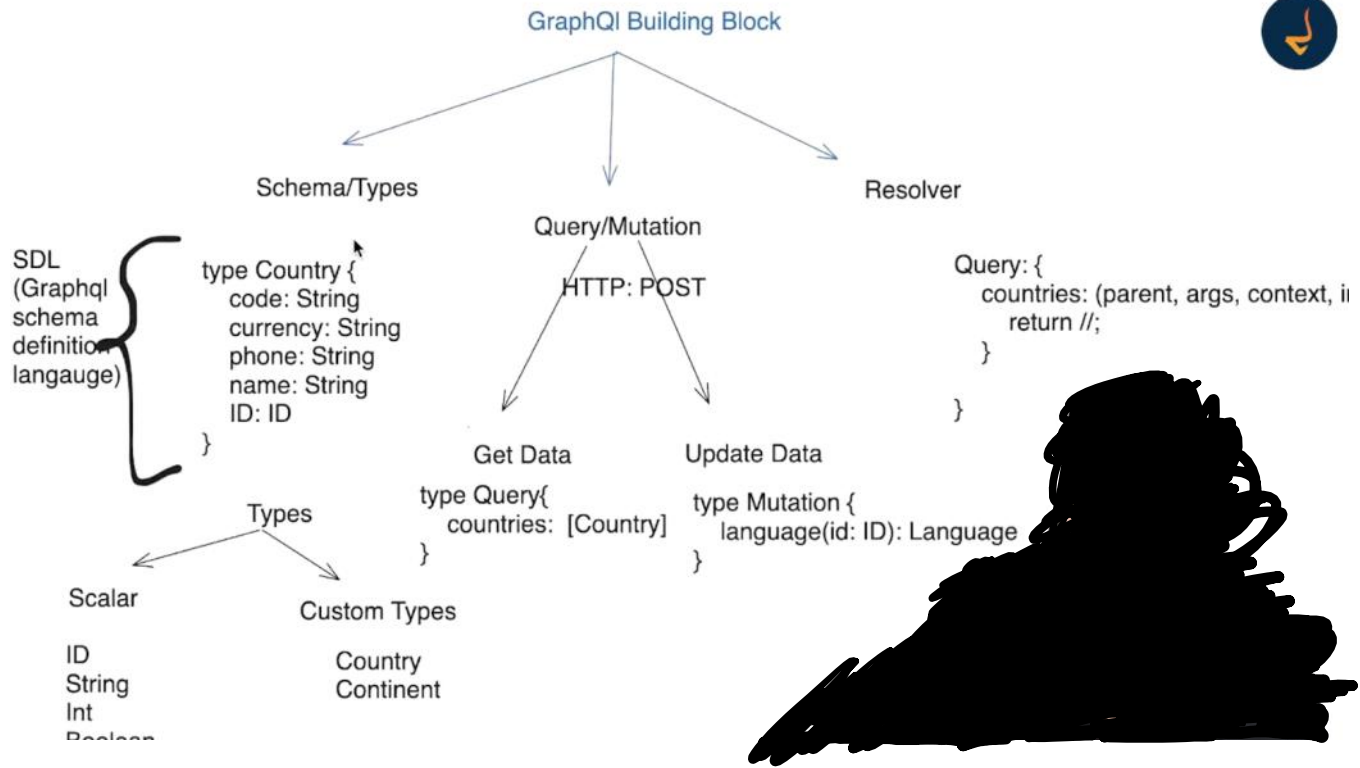 GraphQl Building Block
Schema/Types
Query/Mutation
Resolver
HTTP: POST
SDL
(Graphql
schema
definition
langauge)
type Country {
code: String
currency: String
phone: String
name: String
ID: ID
}
Query: {
countries: (parent, args, context,
return //;
}
}
Get Data
type Query{
countries: [Country]
}
Update Data
type Mutation {
language(id: ID): Language
}
Types
Scalar
ID
String
Int
Boolean
Custom Types
Country
Continent